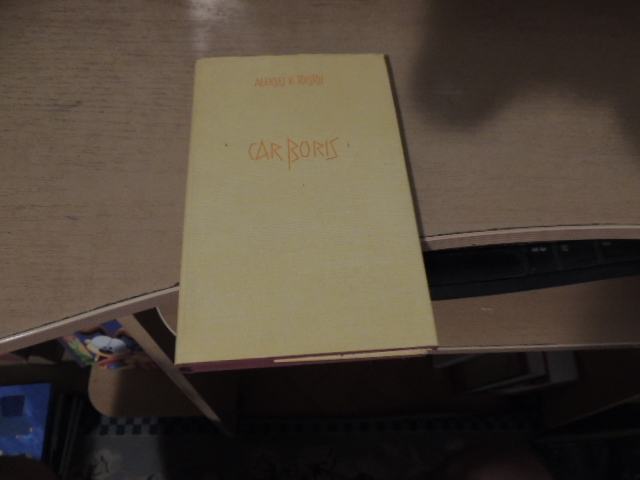 ALEKSEJ K. TOLSTOJ
CAR BORIS